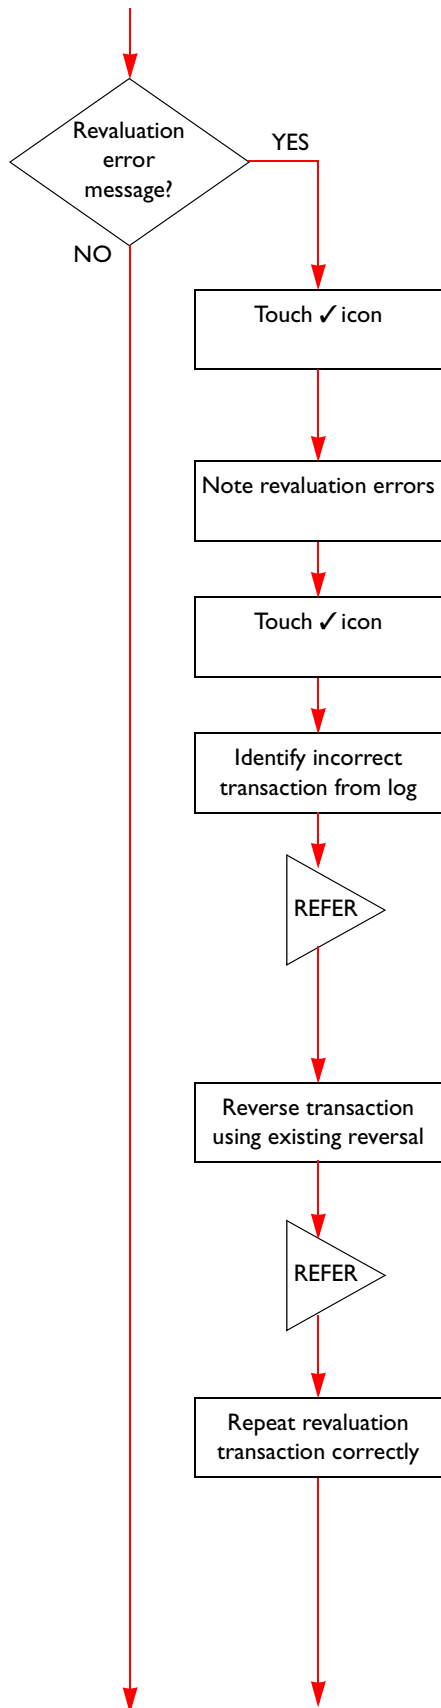 Revaluation
error
message?
YES
NO
Touch ✓ icon
Note revaluation errors
Touch ✓ icon
Identify incorrect
transaction from log
REFER
Reverse transaction
using existing reversal
REFER
Repeat revaluation
transaction correctly